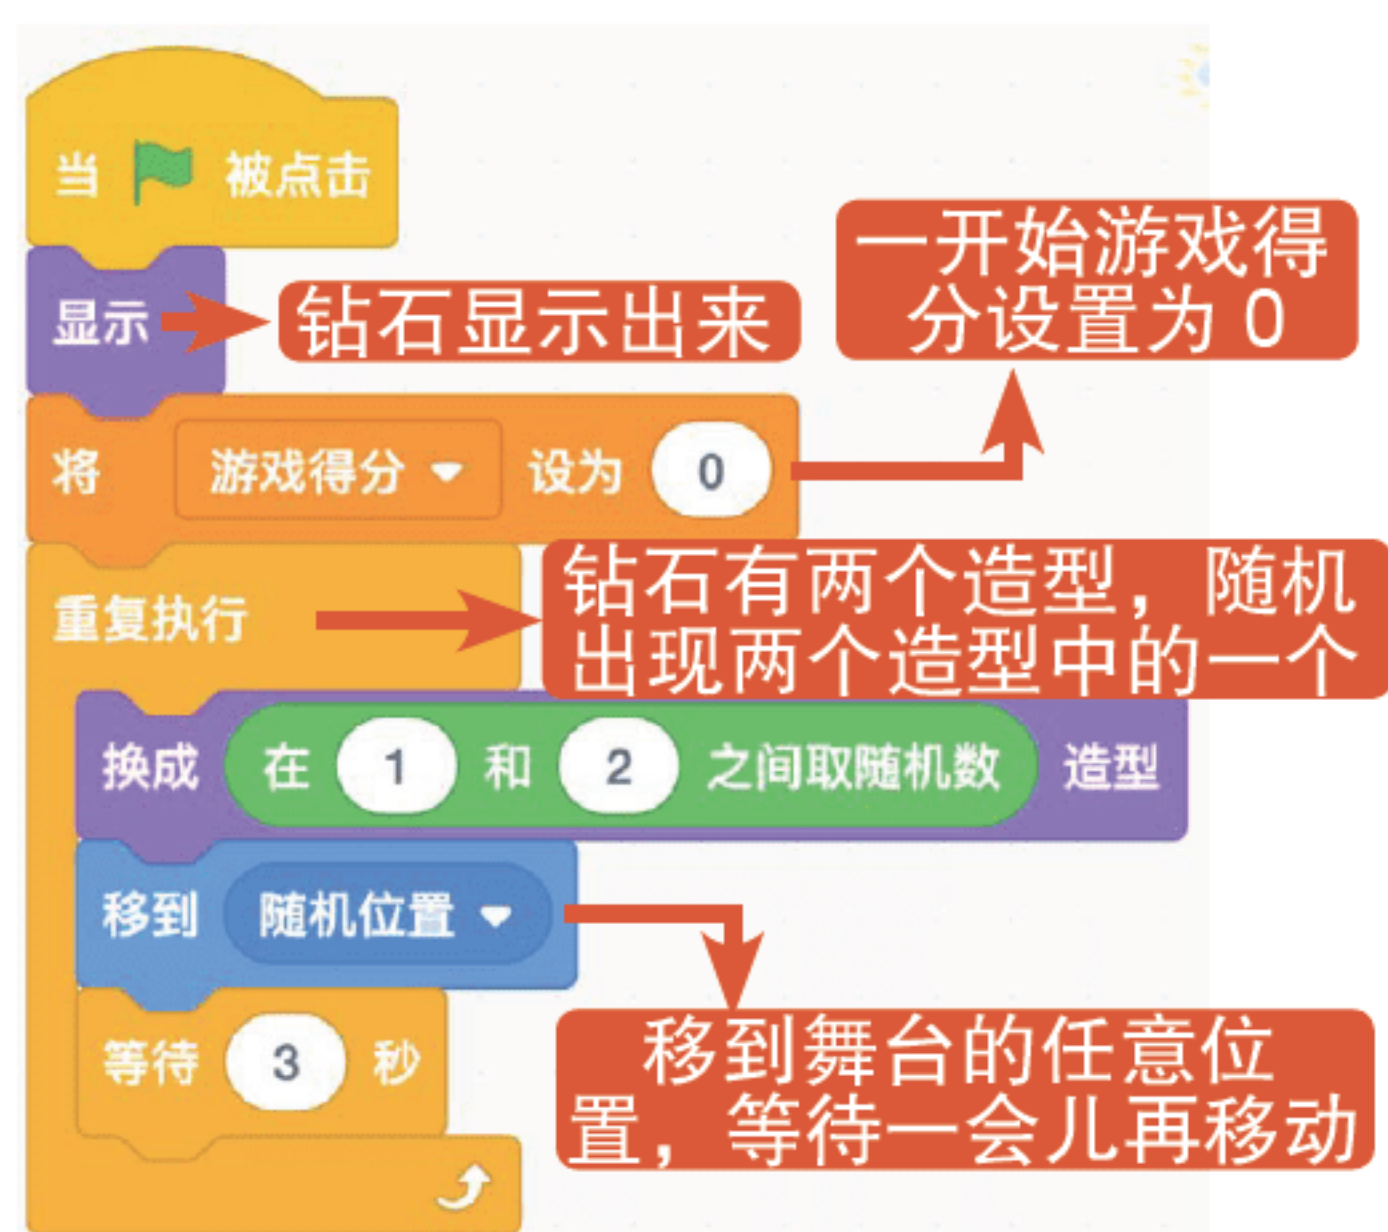 当 被点击
显示
钻石显示出来
一开始游戏得
分设置为 0
将 游戏得分 设为 0
重复执行
钻石有两个造型，随机
出现两个造型中的一个
换成 在 1 和 2 之间取随机数 造型
移到 随机位置
等待 3 秒
移到舞台的任意位
置，等待一会儿再移动